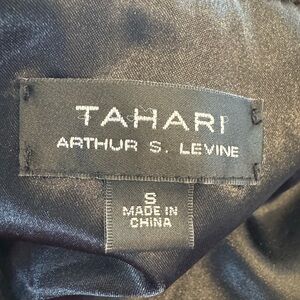 TAHARI
ARTHUR S. LEVINE
S
MADE IN
CHINA